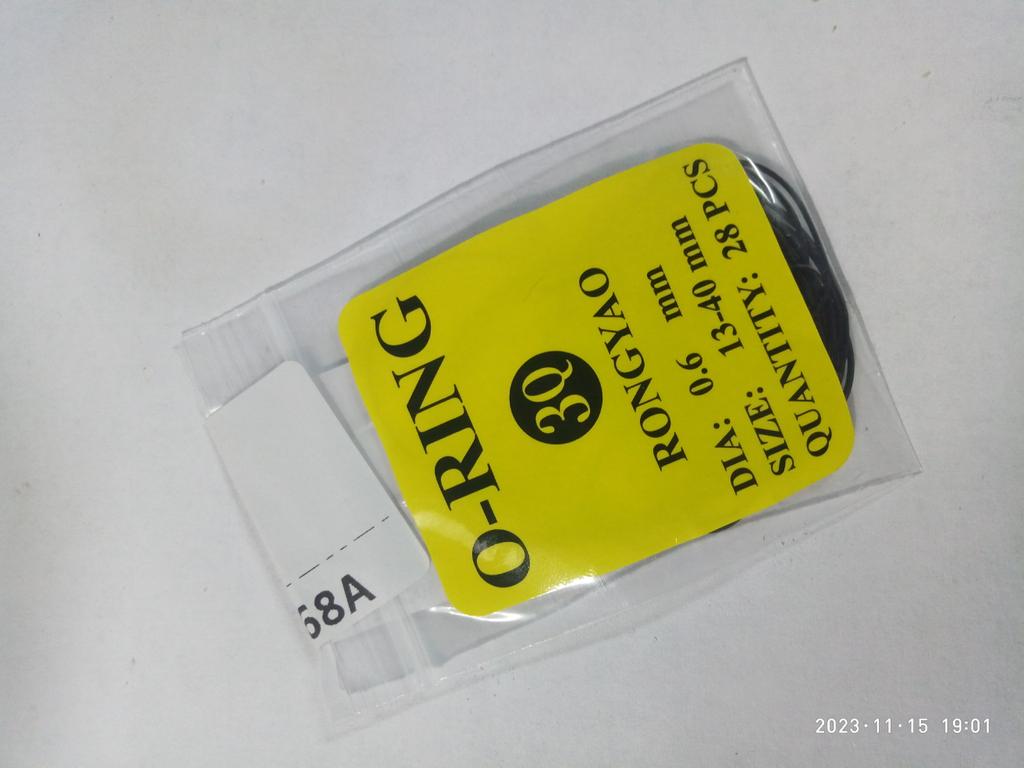 O-RING
3Q
RONGYAO
DIA: 0.6 mm
SIZE: 13-40 mm
QUANTITY: 28 PCS
68A
2023·11·15 19:01